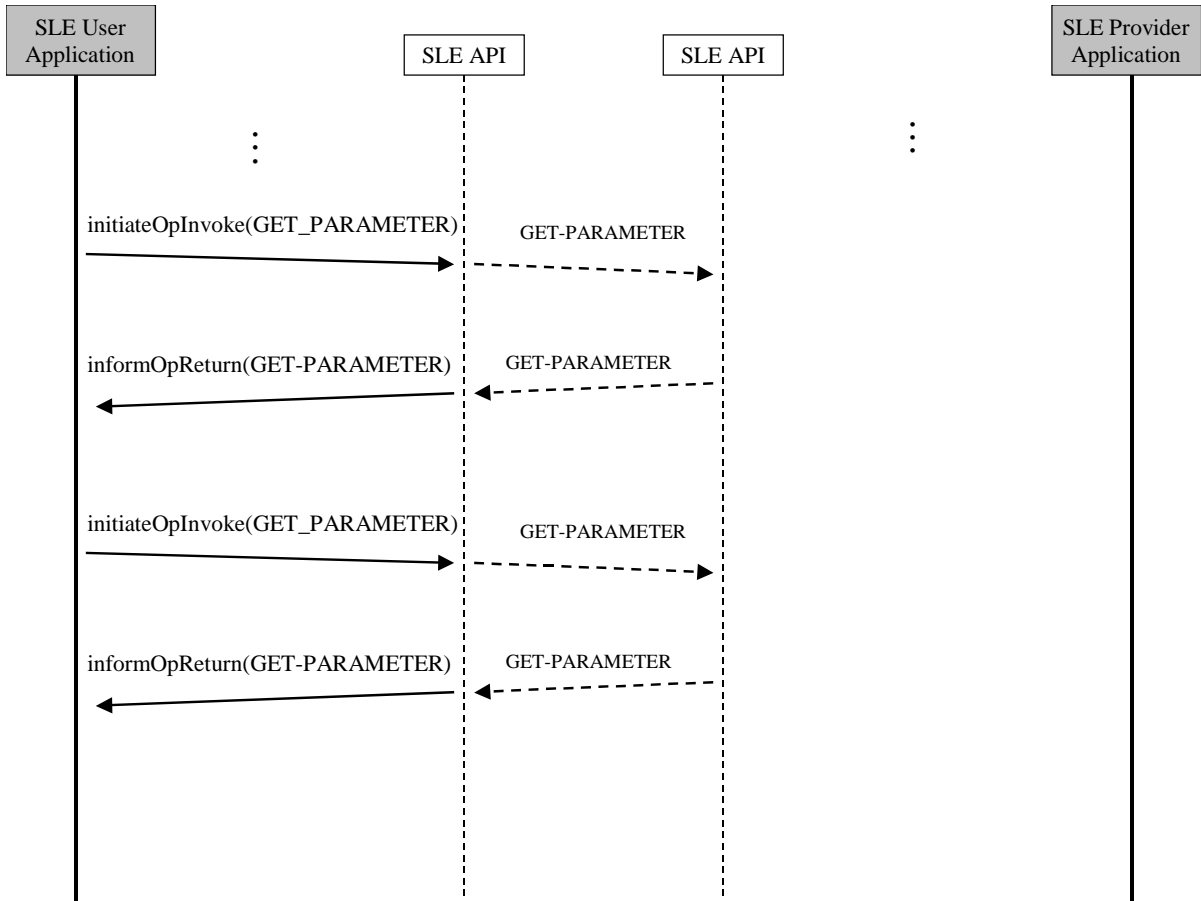 SLE User
Application
SLE API
SLE API
SLE Provider
Application
initiateOpInvoke(GET_PARAMETER)
GET-PARAMETER
informOpReturn(GET-PARAMETER)
GET-PARAMETER
initiateOpInvoke(GET_PARAMETER)
GET-PARAMETER
informOpReturn(GET-PARAMETER)
GET-PARAMETER